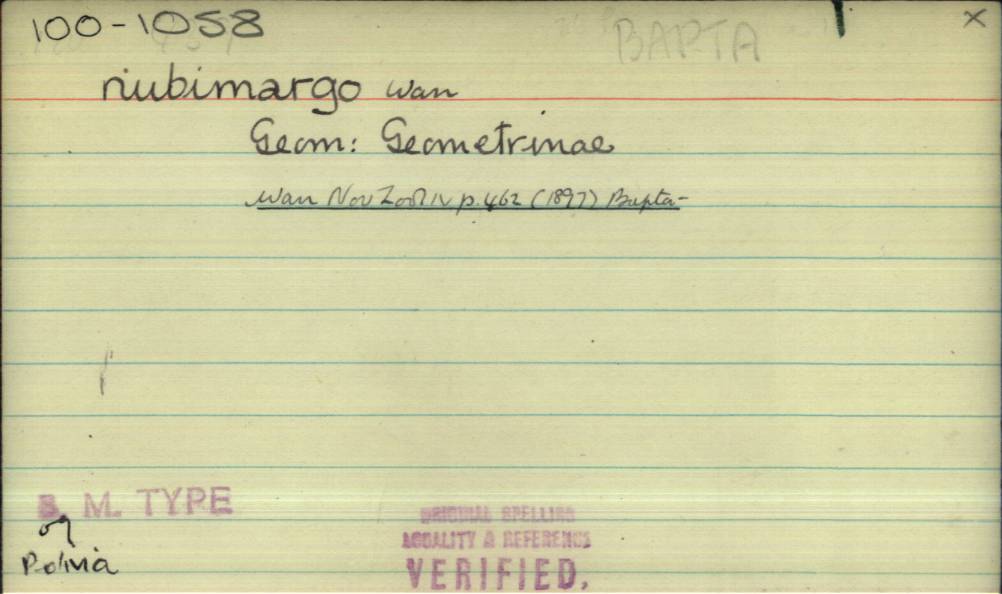 100-1058
BAPTA
X
nubimargo Warr
Geom: Geometrinae
Warr Nov Zool IV p. 462 (1897) Bapta-
B. M. TYPE
♂
Bolivia
ORIGINAL SPELLING
LOCALITY & REFERENCE
VERIFIED.